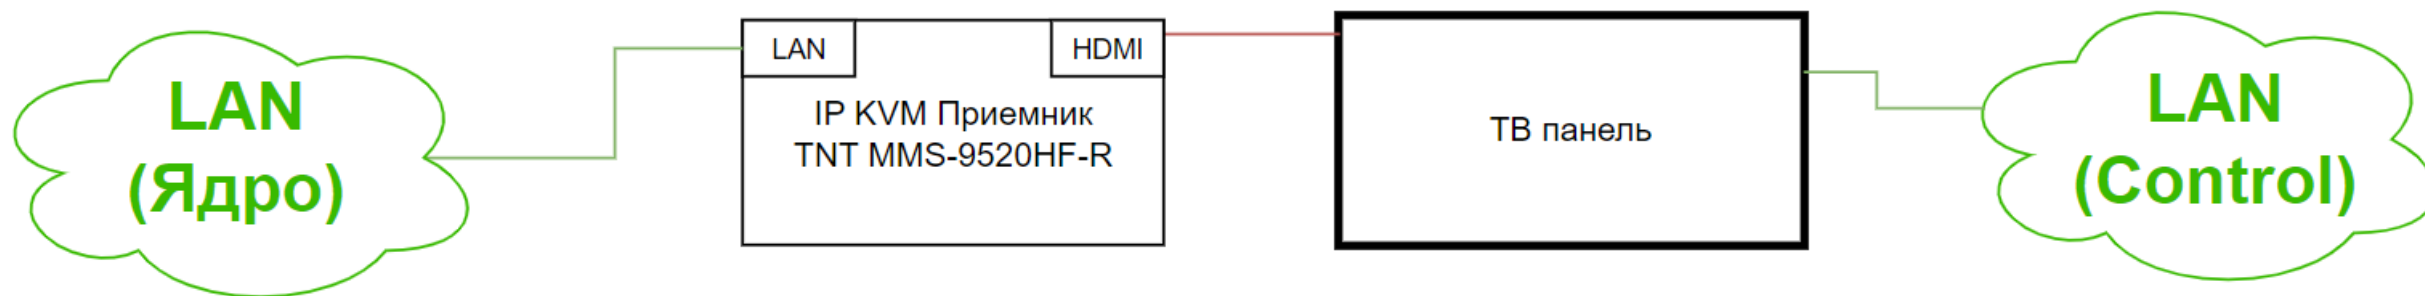 LAN
(Ядро)
LAN
HDMI
IP KVM Приемник
TNT MMS-9520HF-R
ТВ панель
LAN
(Control)